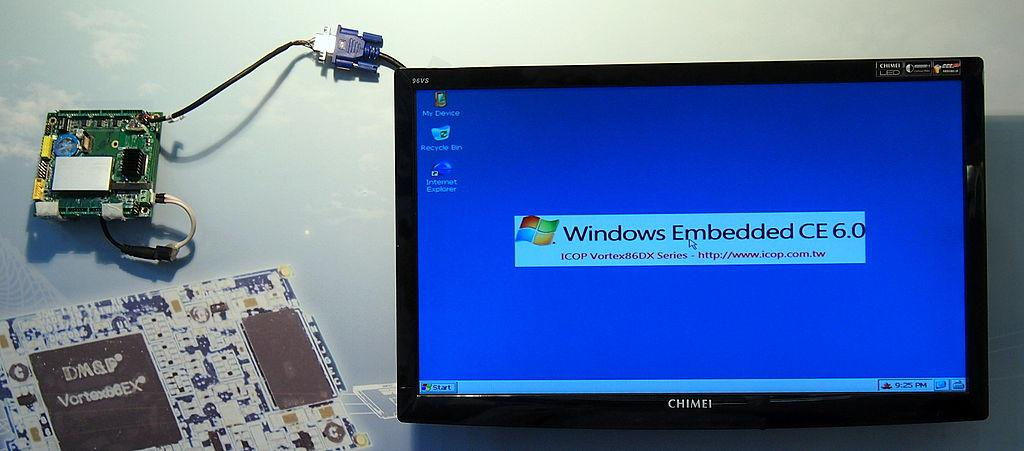 96VS
CHIMEI
LED
My Device
Recycle Bin
Internet
Explorer
Windows Embedded CE 6.0
ICOP Vortex86DX Series - http://www.icop.com.tw
Start
9:25 PM
CHIMEI
DM&P
Vortex86EX